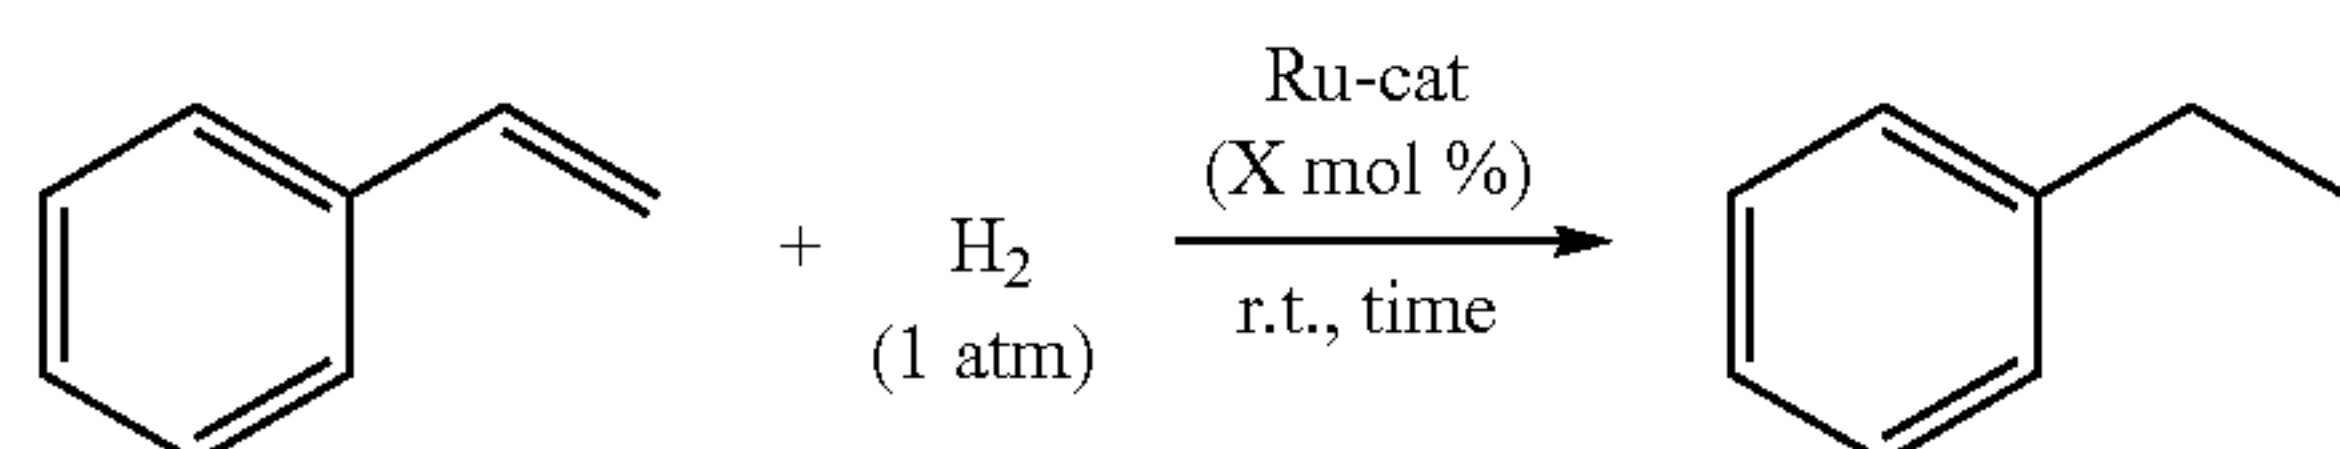 Ru-cat
(X mol %)
+ H₂
(1 atm)
r.t., time